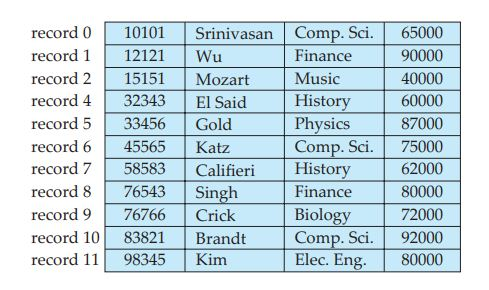 record 0 10101 Srinivasan Comp. Sci. 65000
record 1 12121 Wu Finance 90000
record 2 15151 Mozart Music 40000
record 4 32343 El Said History 60000
record 5 33456 Gold Physics 87000
record 6 45565 Katz Comp. Sci. 75000
record 7 58583 Califieri History 62000
record 8 76543 Singh Finance 80000
record 9 76766 Crick Biology 72000
record 10 83821 Brandt Comp. Sci. 92000
record 11 98345 Kim Elec. Eng. 80000